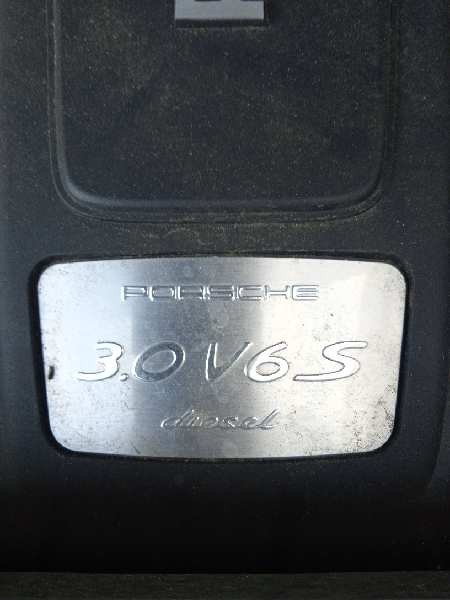 PORSCHE
3.0 V6 S
diesel